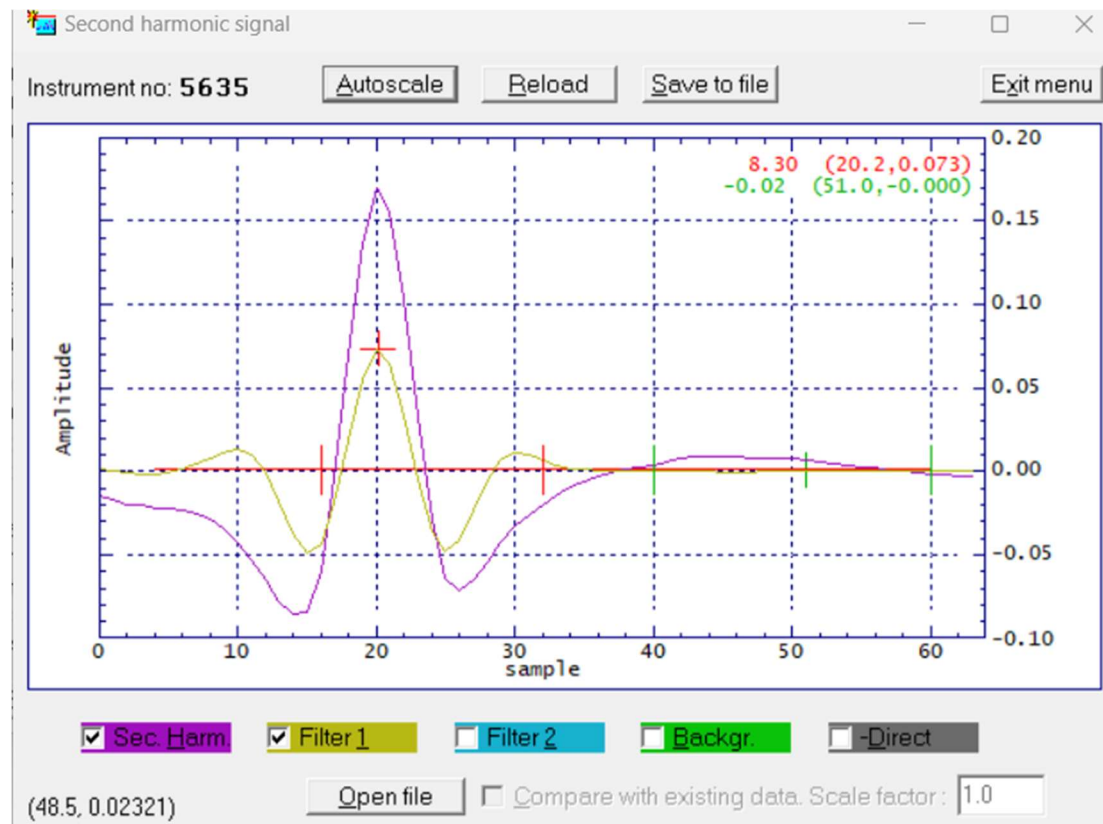 Second harmonic signal
Instrument no: 5635 Autoscale Reload Save to file Exit menu
8.30 (20.2,0.073)
-0.02 (51.0,-0.000)
0.20
0.15
0.10
0.05
0.00
-0.05
-0.10
Amplitude
0 10 20 30 40 50 60
sample
Sec. Harm. Filter 1 Filter 2 Backgr. -Direct
(48.5, 0.02321) Open file Compare with existing data. Scale factor : 1.0